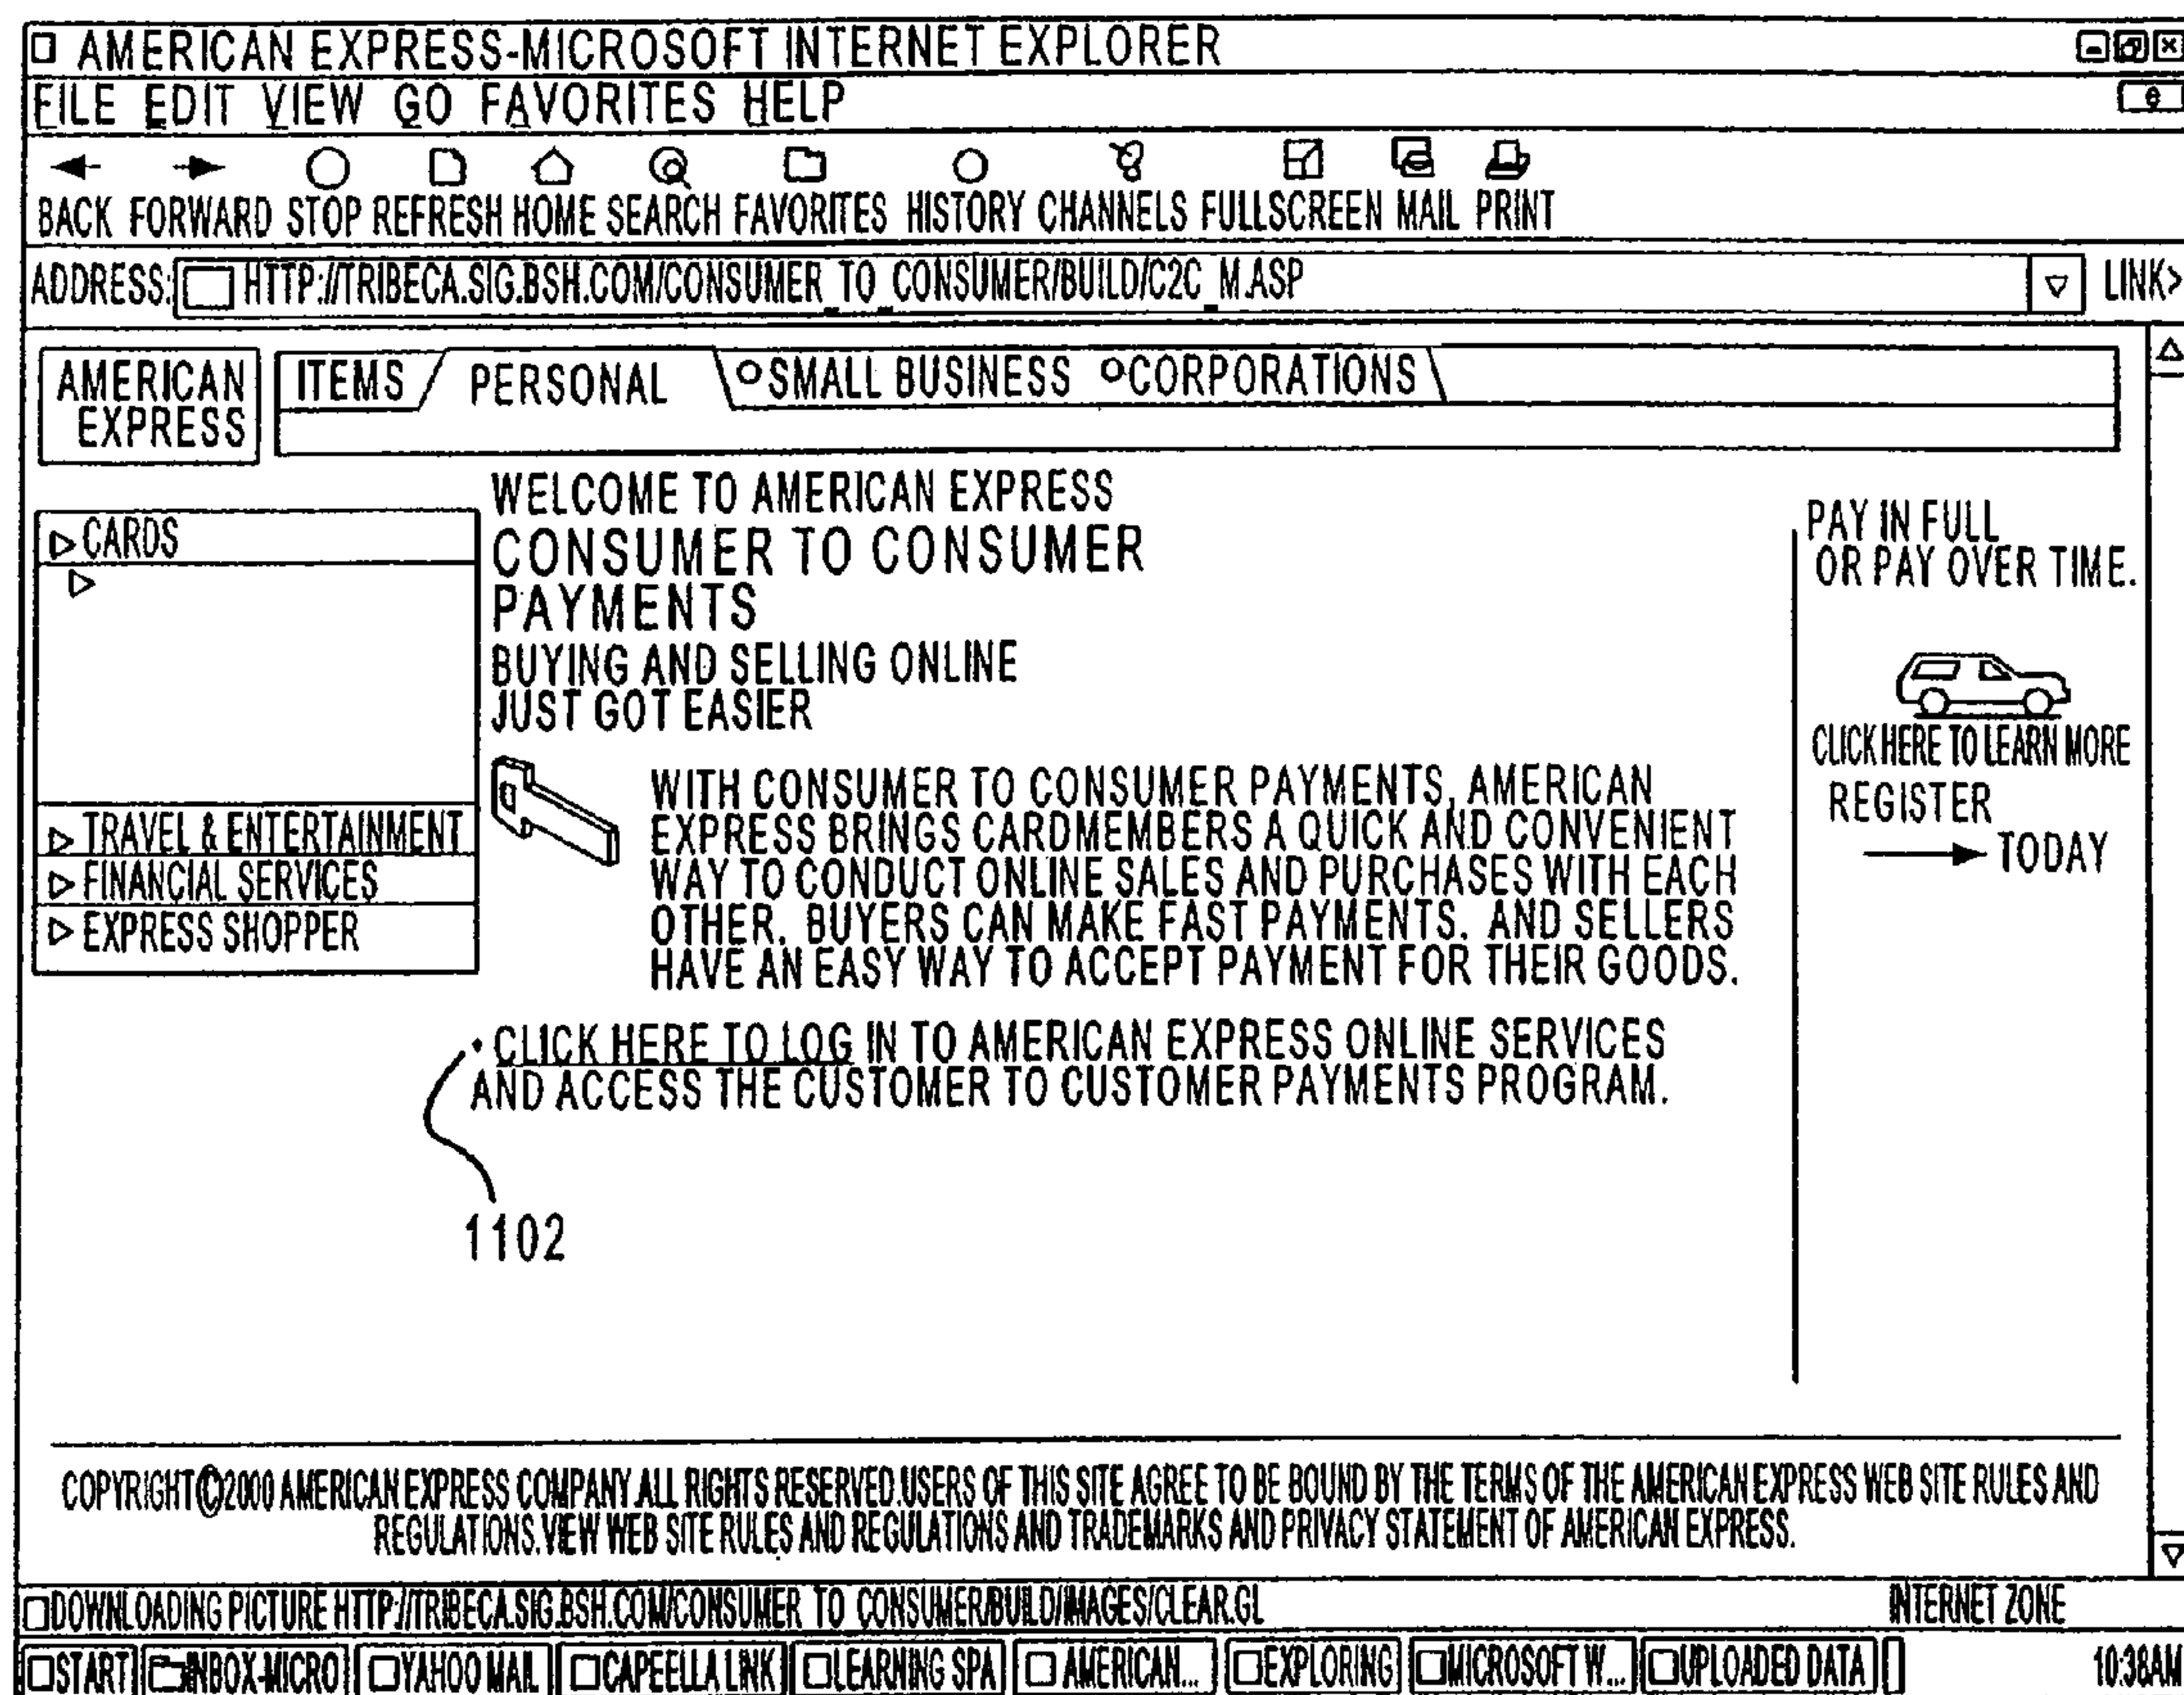 AMERICAN EXPRESS-MICROSOFT INTERNET EXPLORER
FILE EDIT VIEW GO FAVORITES HELP
BACK FORWARD STOP REFRESH HOME SEARCH FAVORITES HISTORY CHANNELS FULLSCREEN MAIL PRINT
ADDRESS: HTTP://TRIBECA.SIG.BSH.COM/CONSUMER_TO_CONSUMER/BUILD/C2C_M.ASP LINK>
AMERICAN
EXPRESS
ITEMS PERSONAL SMALL BUSINESS CORPORATIONS
CARDS
TRAVEL & ENTERTAINMENT
FINANCIAL SERVICES
EXPRESS SHOPPER
WELCOME TO AMERICAN EXPRESS
CONSUMER TO CONSUMER
PAYMENTS
BUYING AND SELLING ONLINE
JUST GOT EASIER
WITH CONSUMER TO CONSUMER PAYMENTS, AMERICAN
EXPRESS BRINGS CARDMEMBERS A QUICK AND CONVENIENT
WAY TO CONDUCT ONLINE SALES AND PURCHASES WITH EACH
OTHER. BUYERS CAN MAKE FAST PAYMENTS. AND SELLERS
HAVE AN EASY WAY TO ACCEPT PAYMENT FOR THEIR GOODS.
• CLICK HERE TO LOG IN TO AMERICAN EXPRESS ONLINE SERVICES
AND ACCESS THE CUSTOMER TO CUSTOMER PAYMENTS PROGRAM.
1102
PAY IN FULL
OR PAY OVER TIME.
CLICK HERE TO LEARN MORE
REGISTER
TODAY
COPYRIGHT©2000 AMERICAN EXPRESS COMPANY.ALL RIGHTS RESERVED.USERS OF THIS SITE AGREE TO BE BOUND BY THE TERMS OF THE AMERICAN EXPRESS WEB SITE RULES AND
REGULATIONS.VIEW WEB SITE RULES AND REGULATIONS AND TRADEMARKS AND PRIVACY STATEMENT OF AMERICAN EXPRESS.
DOWNLOADING PICTURE HTTP://TRIBECA.SIG.BSH.COM/CONSUMER_TO_CONSUMER/BUILD/IMAGES/CLEAR.GL INTERNET ZONE
START INBOX-MICRO YAHOO MAIL CAPEELLA LINK LEARNING SPA AMERICAN... EXPLORING MICROSOFT W... UPLOADED DATA 10:38AM